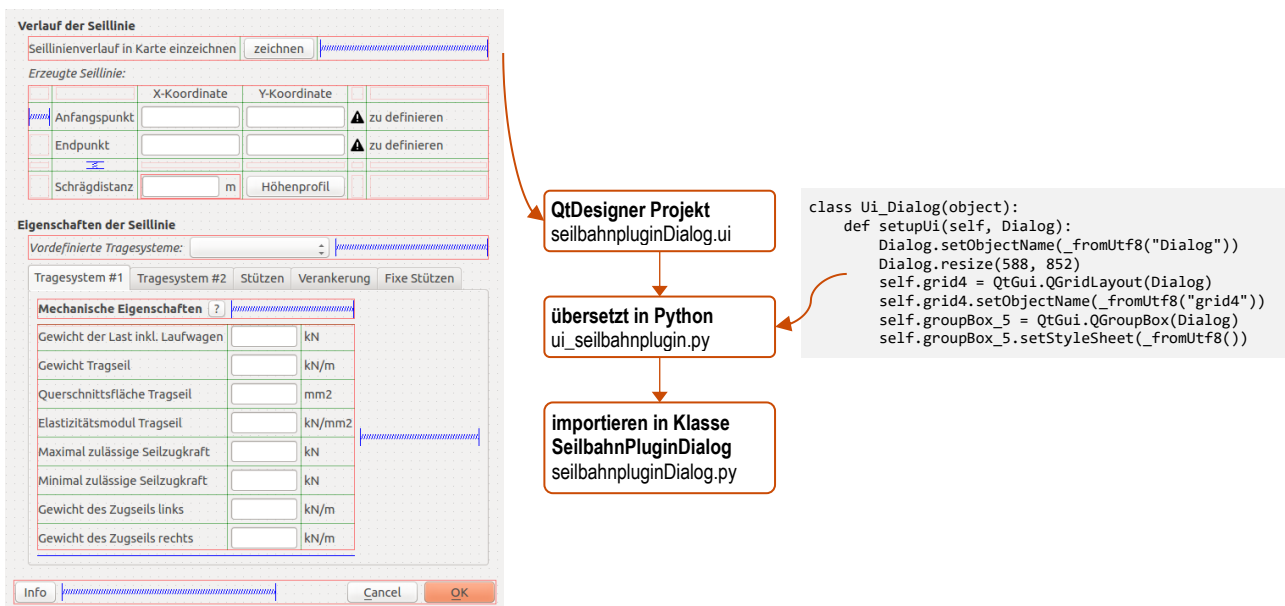 Verlauf der Seillinie
Seillinienverlauf in Karte einzeichnen zeichnen
Erzeugte Seillinie:
X-Koordinate Y-Koordinate
Anfangspunkt zu definieren
Endpunkt zu definieren
Schrägdistanz m Höhenprofil
Eigenschaften der Seillinie
Vordefinierte Tragesysteme:
Tragesystem #1 Tragesystem #2 Stützen Verankerung Fixe Stützen
Mechanische Eigenschaften ?
Gewicht der Last inkl. Laufwagen kN
Gewicht Tragseil kN/m
Querschnittsfläche Tragseil mm2
Elastizitätsmodul Tragseil kN/mm2
Maximal zulässige Seilzugkraft kN
Minimal zulässige Seilzugkraft kN
Gewicht des Zugseils links kN/m
Gewicht des Zugseils rechts kN/m
Info Cancel OK
QtDesigner Projekt
seilbahnpluginDialog.ui
übersetzt in Python
ui_seilbahnplugin.py
importieren in Klasse
SeilbahnPluginDialog
seilbahnpluginDialog.py
class Ui_Dialog(object):
def setupUi(self, Dialog):
Dialog.setObjectName(_fromUtf8("Dialog"))
Dialog.resize(588, 852)
self.grid4 = QtGui.QGridLayout(Dialog)
self.grid4.setObjectName(_fromUtf8("grid4"))
self.groupBox_5 = QtGui.QGroupBox(Dialog)
self.groupBox_5.setStyleSheet(_fromUtf8())